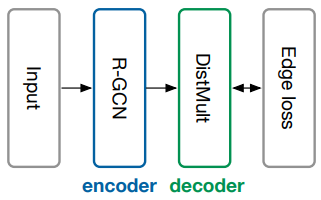 Input
R-GCN
DistMult
Edge loss
encoder decoder